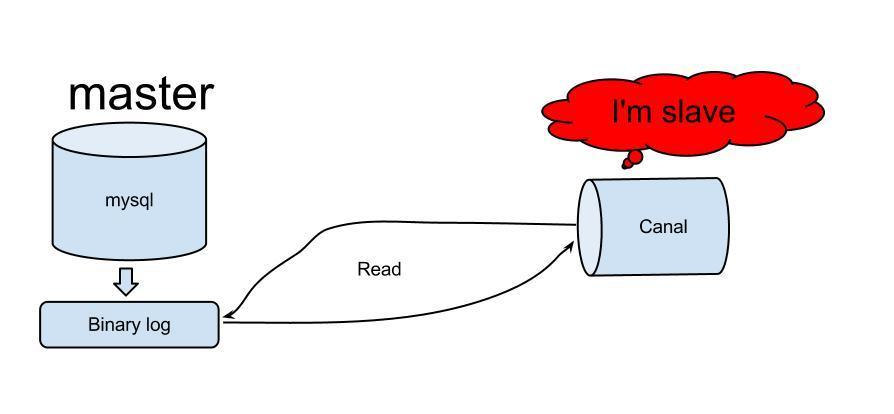 master
I'm slave
mysql
Canal
Read
Binary log